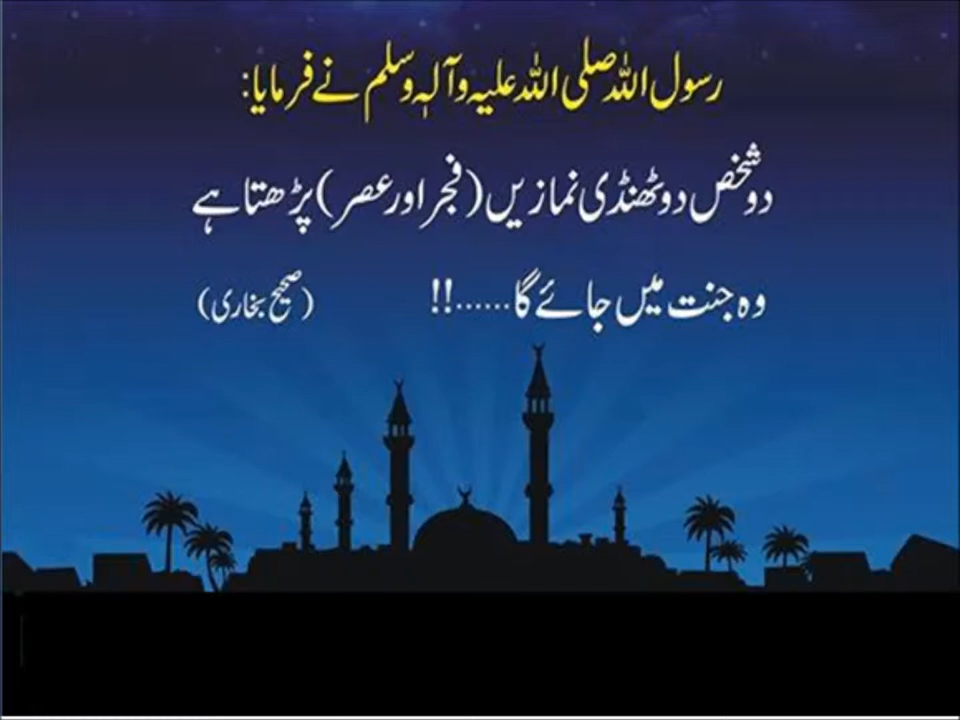 رسول اللہ صلی اللہ علیہ وآلہٖ وسلم نے فرمایا:
دو شخص دو ٹھنڈی نمازیں (فجر اور عصر) پڑھتا ہے
وہ جنت میں جائے گا......!! (صحیح بخاری)